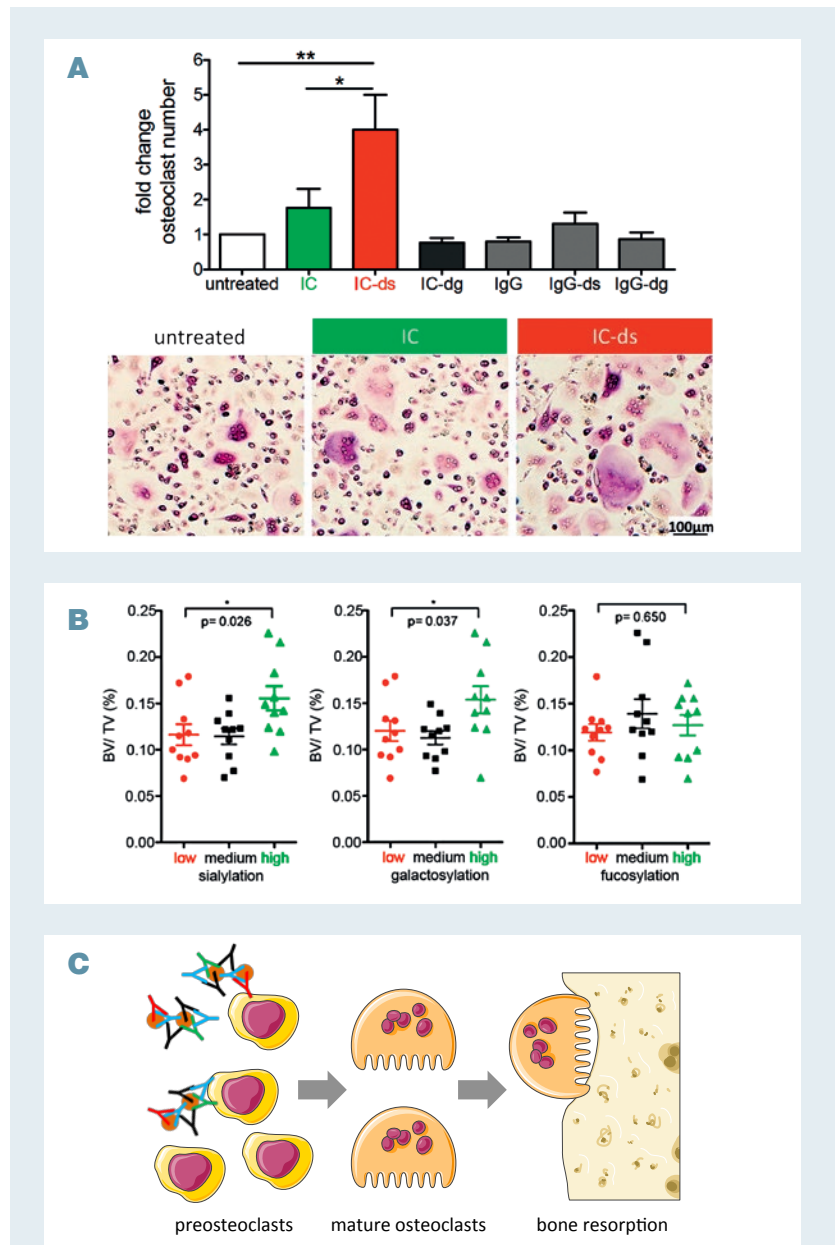 A
fold change
osteoclast number
6
5
4
3
2
1
0
**
*
untreated IC IC-ds IC-dg IgG IgG-ds IgG-dg
untreated IC IC-ds
100µm
B
BV/ TV (%)
0.25
0.20
0.15
0.10
0.05
0.00
*
p= 0.026
low medium high
sialylation
BV/ TV (%)
0.25
0.20
0.15
0.10
0.05
0.00
*
p= 0.037
low medium high
galactosylation
BV/ TV (%)
0.25
0.20
0.15
0.10
0.05
0.00
p= 0.650
low medium high
fucosylation
C
preosteoclasts mature osteoclasts bone resorption